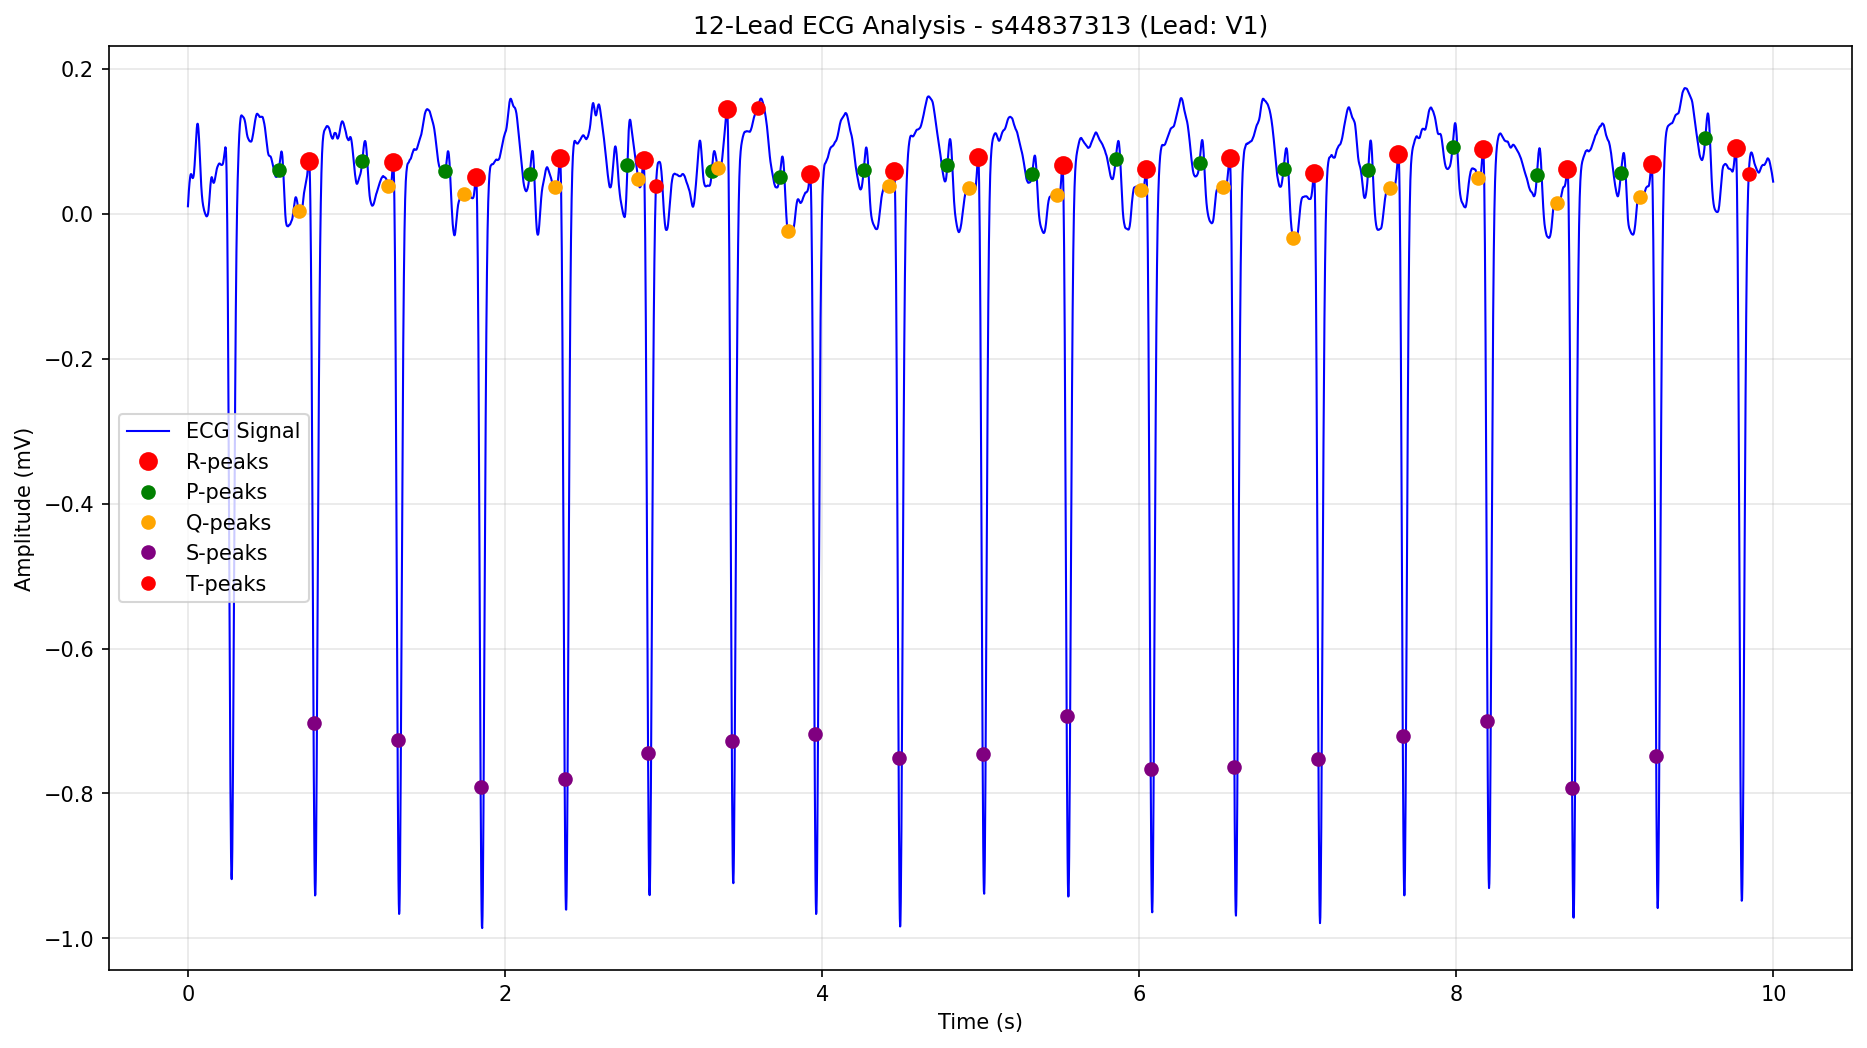 12-Lead ECG Analysis - s44837313 (Lead: V1)
Amplitude (mV)
0.2
0.0
−0.2
−0.4
−0.6
−0.8
−1.0
ECG Signal
R-peaks
P-peaks
Q-peaks
S-peaks
T-peaks
0 2 4 6 8 10
Time (s)